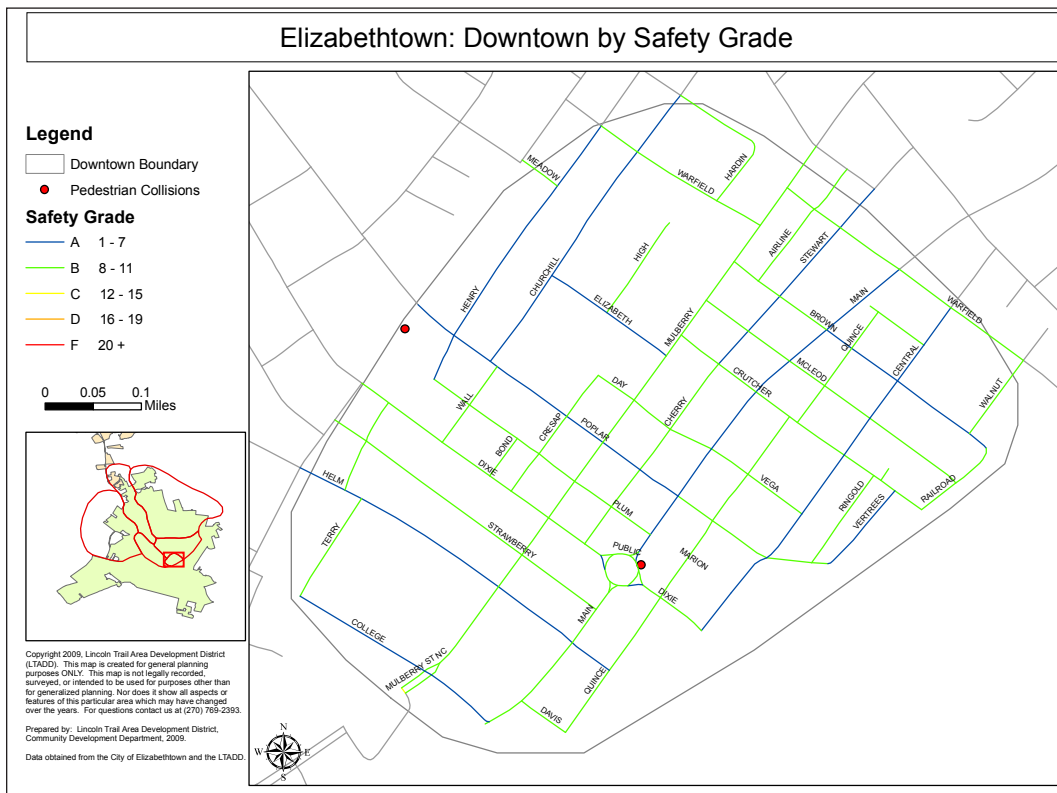 Elizabethtown: Downtown by Safety Grade
Legend
Downtown Boundary
Pedestrian Collisions
Safety Grade
A 1 - 7
B 8 - 11
C 12 - 15
D 16 - 19
F 20 +
0 0.05 0.1
Miles
Copyright 2009, Lincoln Trail Area Development District
(LTADD). This map is created for general planning
purposes ONLY. This map is not legally recorded,
surveyed, or intended to be used for purposes other than
for generalized planning. Nor does it show all aspects or
features of this particular area which may have changed
over the years. For questions contact us at (270) 769-2393.
Prepared by: Lincoln Trail Area Development District,
Community Development Department, 2009.
Data obtained from the City of Elizabethtown and the LTADD.
MEADOW
HARDIN
WARFIELD
HIGH
AIRLINE
STEWART
CHURCHILL
HENRY
ELIZABETH
MAIN
WARFIELD
MULBERRY
BROWN
QUINCE
CENTRAL
MCLEOD
CRUTCHER
WALNUT
DAY
WALL
CHERRY
CRESAP
POPLAR
BOND
DIXIE
HELM
VEGA
RINGOLD
VERTREES
RAILROAD
PLUM
STRAWBERRY
TERRY
PUBLIC
MARION
DIXIE
MAIN
COLLEGE
MULBERRY ST NC
QUINCE
DAVIS
N
W E
S